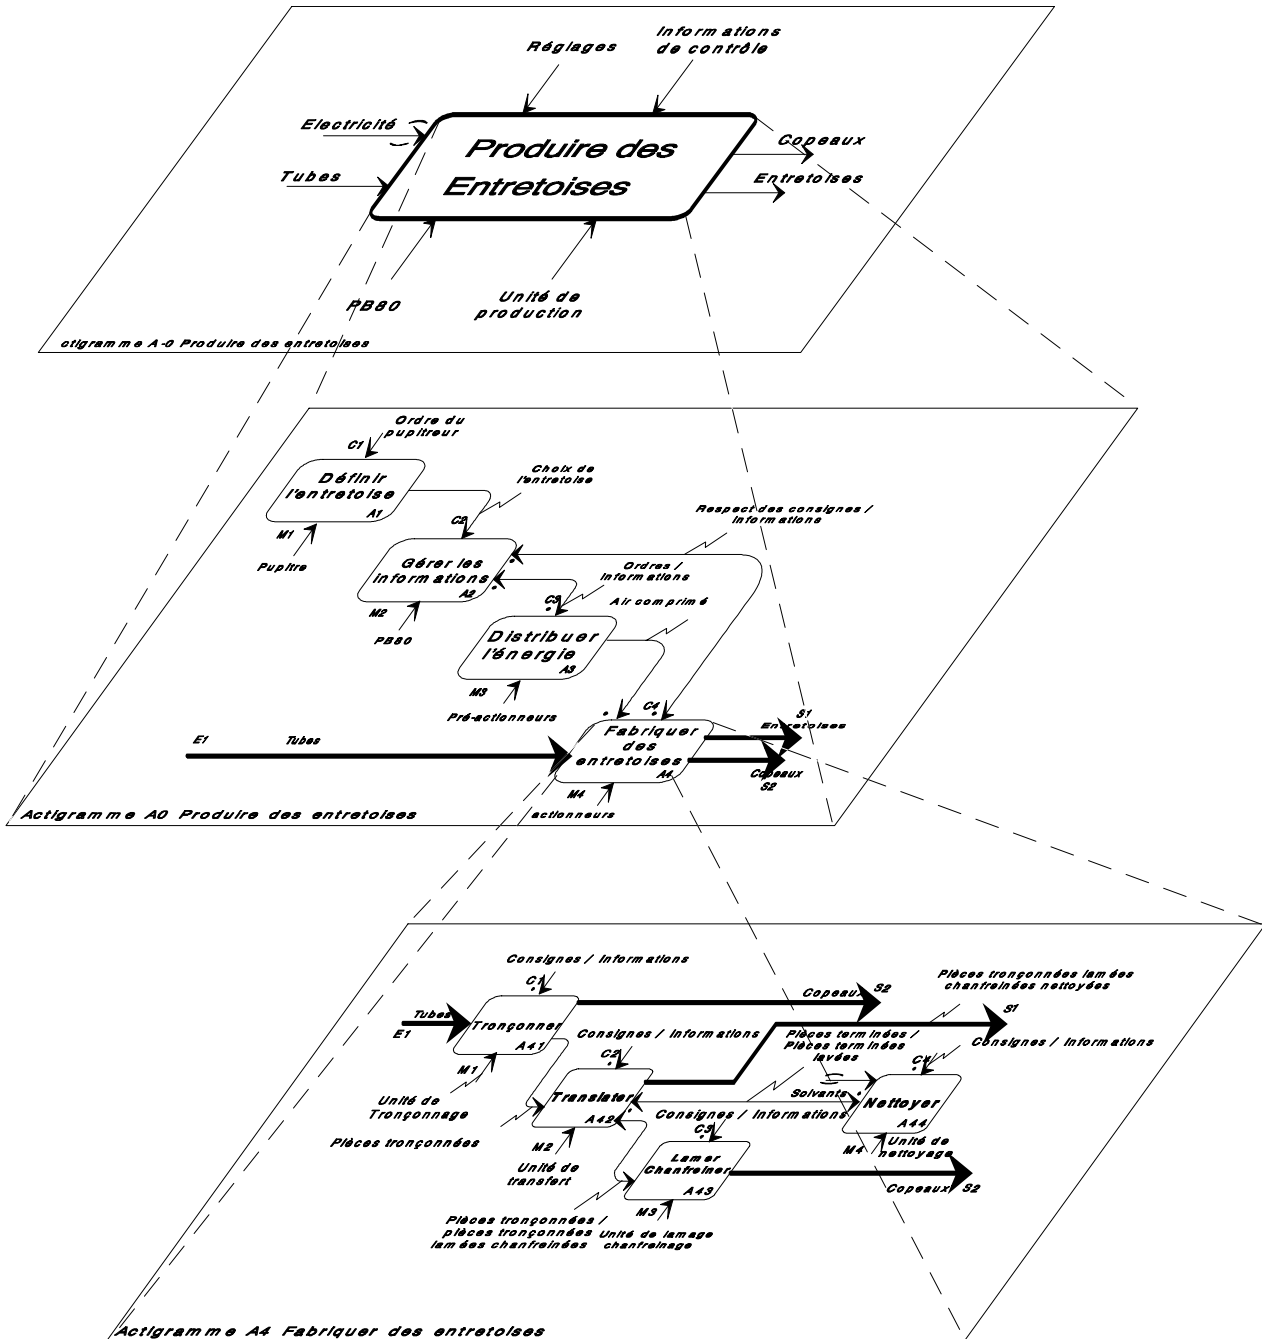 Réglages
Informations
de contrôle
Electricité
Tubes
Produire des
Entretoises
Copeaux
Entretoises
PB80
Unité de
production
ctigramme A-0 Produire des entretoises
Ordre du
pupitreur
C1
Définir
l'entretoise
A1
M1
Pupitre
Choix de
l'entretoise
C2
Respect des consignes /
Informations
Gérer les
informations
A2
M2
PB80
Ordres /
Informations
C3
Air comprimé
Distribuer
l'énergie
A3
M3
Pré-actionneurs
C4
E1
Tubes
Fabriquer
des
entretoises
A4
S1
Entretoises
Copeaux
S2
M4
actionneurs
Actigramme A0 Produire des entretoises
Consignes / Informations
C1
Tubes
E1
Tronçonner
A41
M1
Unité de
Tronçonnage
Pièces tronçonnées
Copeaux
S2
Pièces tronçonnées lamées
chanfreinées nettoyées
S1
Consignes / Informations
C2
Pièces terminées /
Pièces terminées
lavées
Consignes / Informations
C4
Translater
A42
M2
Unité de
transfert
Solvants
Nettoyer
A44
M4
Unité de
nettoyage
Consignes / Informations
C3
Lamer
Chanfreiner
A43
M3
Unité de lamage
chanfreinage
Copeaux
S2
Pièces tronçonnées /
pièces tronçonnées
lamées chanfreinées
Actigramme A4 Fabriquer des entretoises